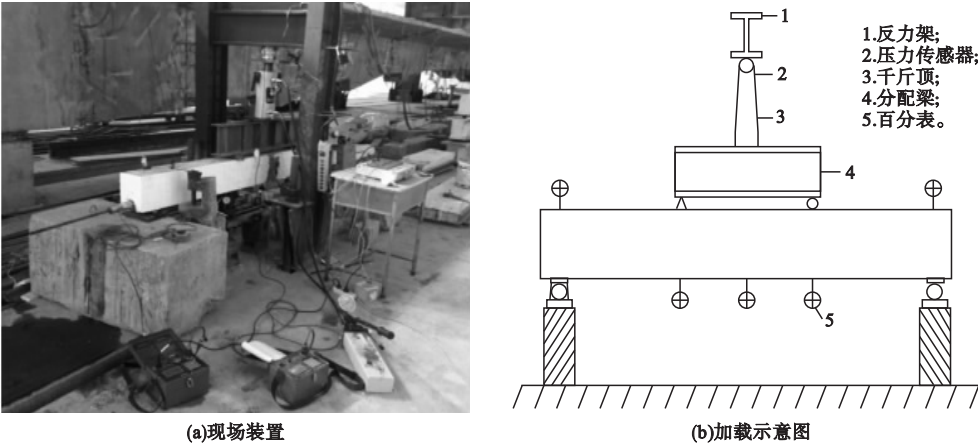 1
2
3
4
5
1.反力架;
2.压力传感器;
3.千斤顶;
4.分配梁;
5.百分表。
(a)现场装置
(b)加载示意图